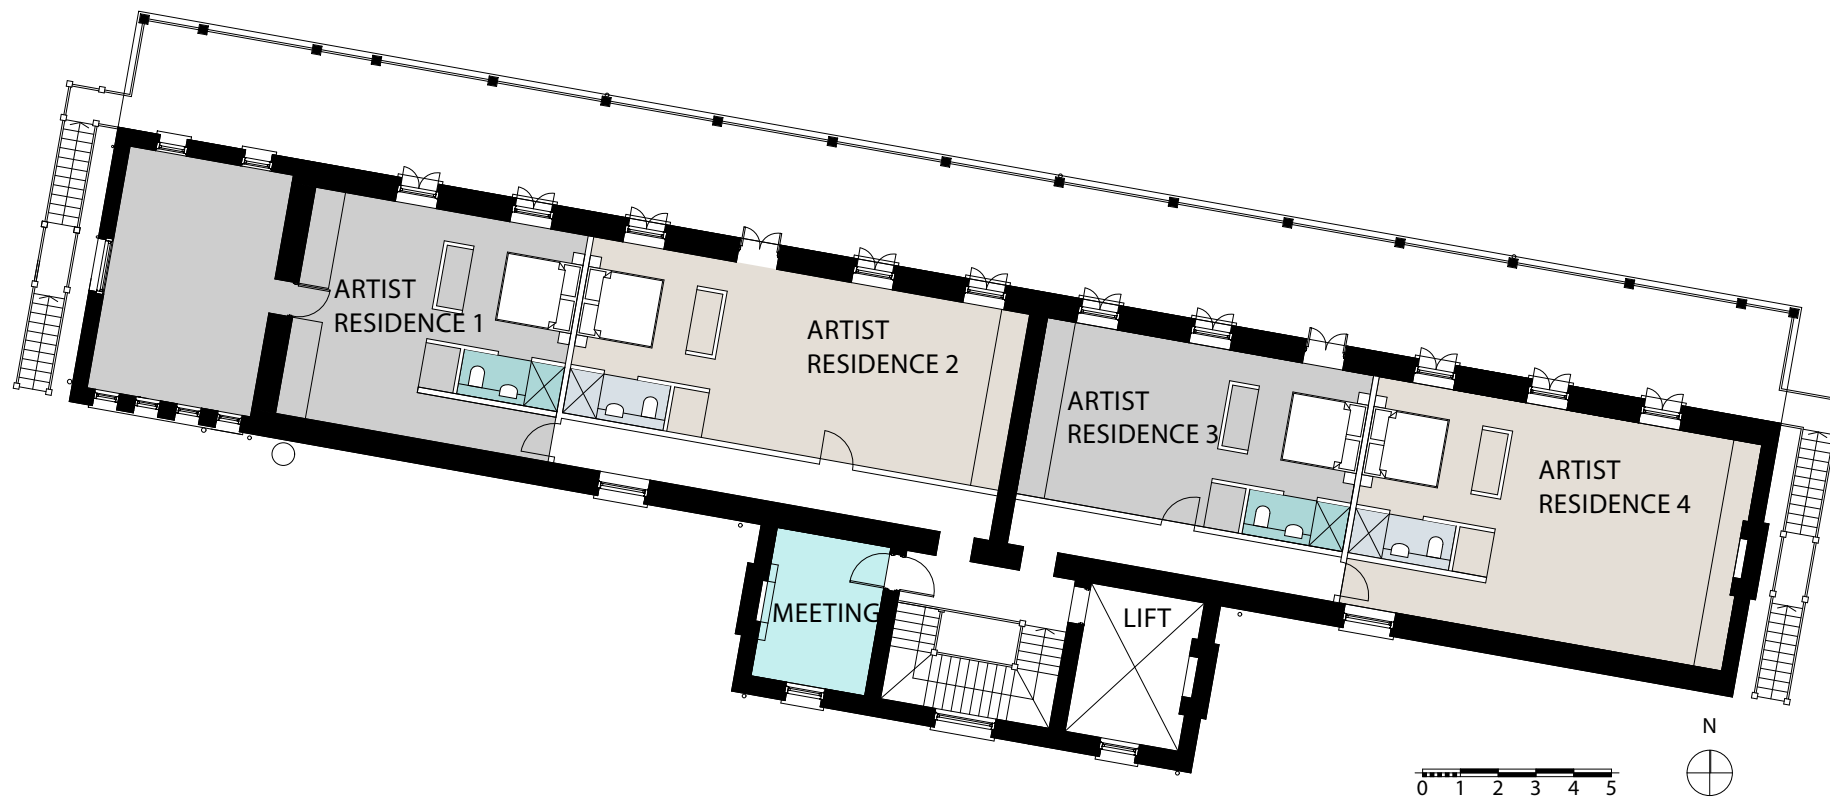 ARTIST
RESIDENCE 1
ARTIST
RESIDENCE 2
ARTIST
RESIDENCE 3
ARTIST
RESIDENCE 4
MEETING
LIFT
N
0 1 2 3 4 5